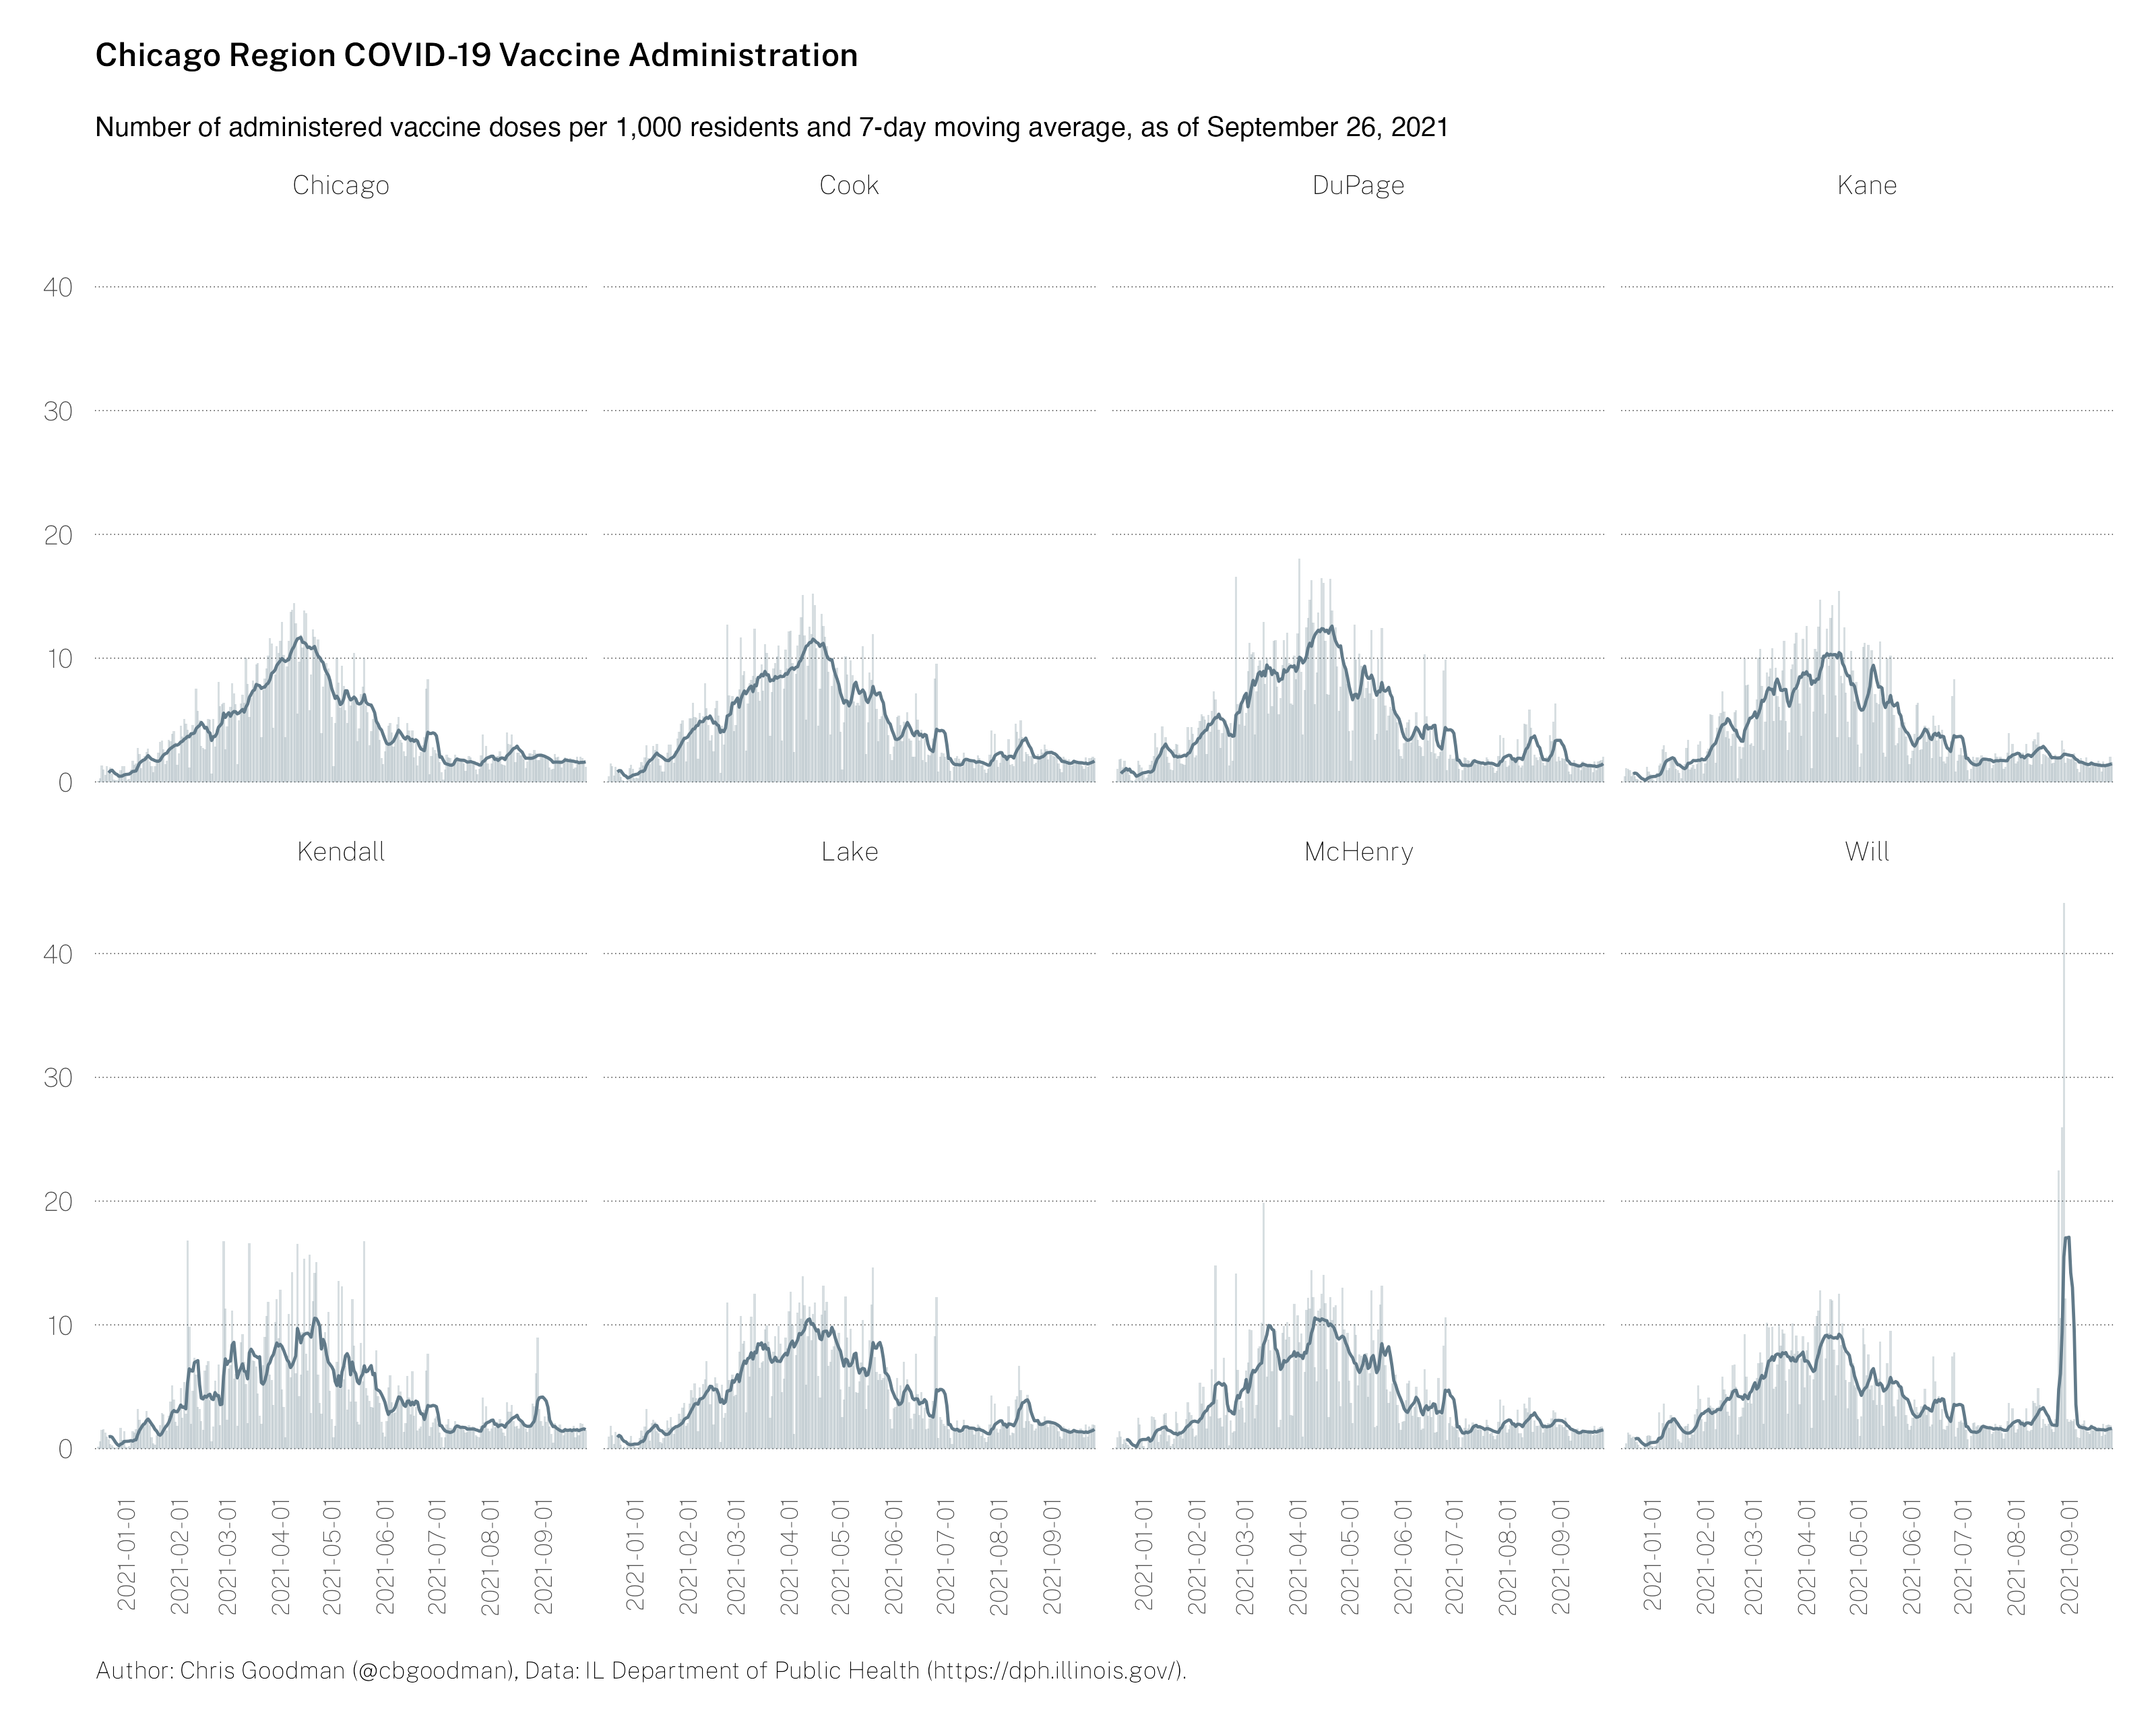 Chicago Region COVID-19 Vaccine Administration
Number of administered vaccine doses per 1,000 residents and 7-day moving average, as of September 26, 2021
Chicago Cook DuPage Kane
40
30
20
10
0
Kendall Lake McHenry Will
40
30
20
10
0
2021-01-01 2021-02-01 2021-03-01 2021-04-01 2021-05-01 2021-06-01 2021-07-01 2021-08-01 2021-09-01 2021-01-01 2021-02-01 2021-03-01 2021-04-01 2021-05-01 2021-06-01 2021-07-01 2021-08-01 2021-09-01 2021-01-01 2021-02-01 2021-03-01 2021-04-01 2021-05-01 2021-06-01 2021-07-01 2021-08-01 2021-09-01 2021-01-01 2021-02-01 2021-03-01 2021-04-01 2021-05-01 2021-06-01 2021-07-01 2021-08-01 2021-09-01
Author: Chris Goodman (@cbgoodman), Data: IL Department of Public Health (https://dph.illinois.gov/).